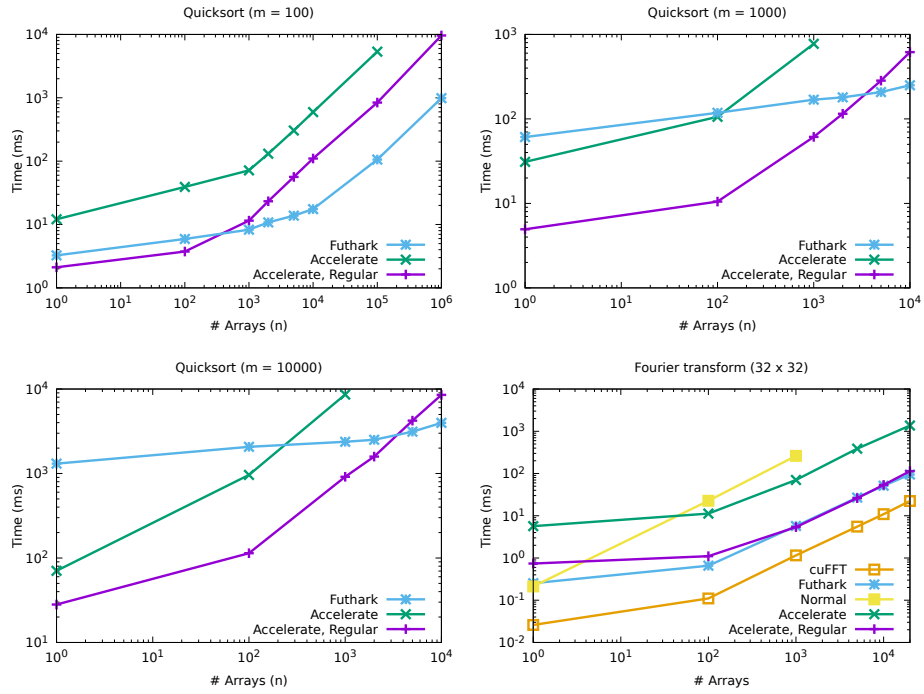 Quicksort (m = 100)
Time (ms)
10^4
10^3
10^2
10^1
10^0
Futhark
Accelerate
Accelerate, Regular
10^0 10^1 10^2 10^3 10^4 10^5 10^6
# Arrays (n)
Quicksort (m = 1000)
Time (ms)
10^3
10^2
10^1
10^0
Futhark
Accelerate
Accelerate, Regular
10^0 10^1 10^2 10^3 10^4
# Arrays (n)
Quicksort (m = 10000)
Time (ms)
10^4
10^3
10^2
10^1
Futhark
Accelerate
Accelerate, Regular
10^0 10^1 10^2 10^3 10^4
# Arrays (n)
Fourier transform (32 x 32)
Time (ms)
10^4
10^3
10^2
10^1
10^0
10^-1
10^-2
cuFFT
Futhark
Normal
Accelerate
Acelerate, Regular
10^0 10^1 10^2 10^3 10^4
# Arrays